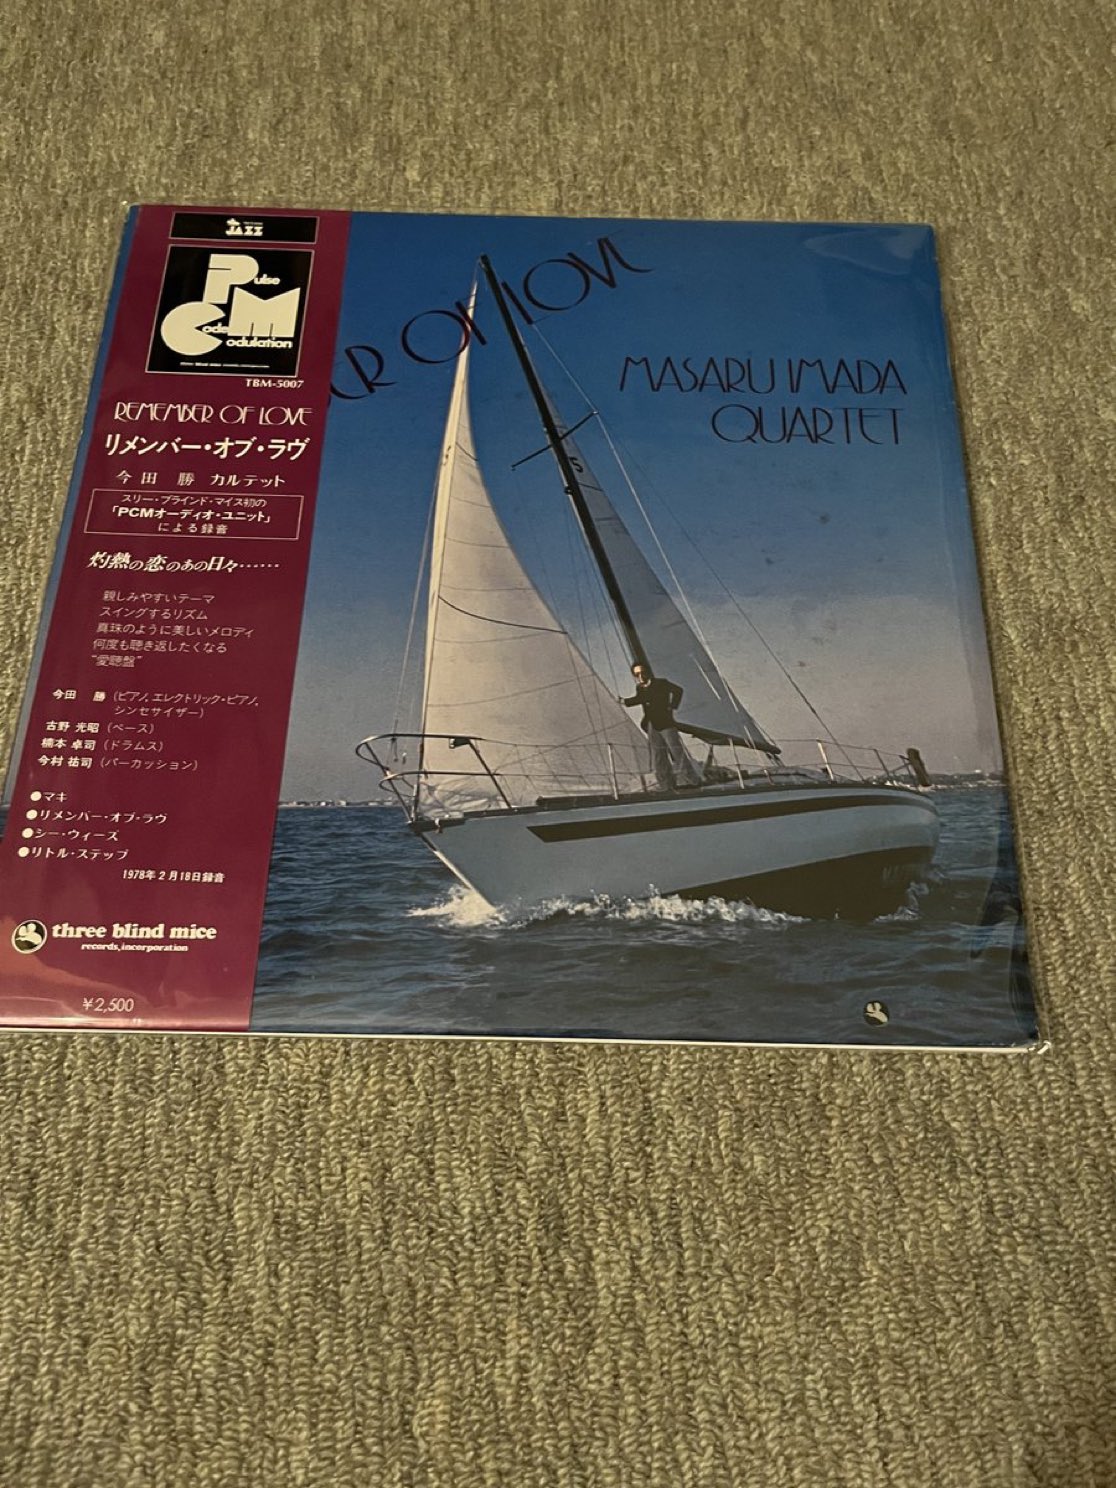 JAZZ
Pulse
Code
Modulation
three blind mice records, incorporation
TBM-5007
REMEMBER OF LOVE
リメンバー・オブ・ラヴ
今田 勝 カルテット
スリー・ブラインド・マイス初の
「PCMオーディオ・ユニット」
による録音
灼熱の恋のあの日々……
親しみやすいテーマ
スイングするリズム
真珠のように美しいメロディ
何度も聴き返したくなる
“愛聴盤”
今田 勝（ピアノ, エレクトリック・ピアノ,
シンセサイザー）
古野 光昭（ベース）
楠本 卓司（ドラムス）
今村 祐司（パーカッション）
●マキ
●リメンバー・オブ・ラヴ
●シー・ウィーズ
●リトル・ステップ
1978年2月18日録音
three blind mice
records, incorporation
¥2,500
ER OF LOVE
MASARU IMADA
QUARTET
5